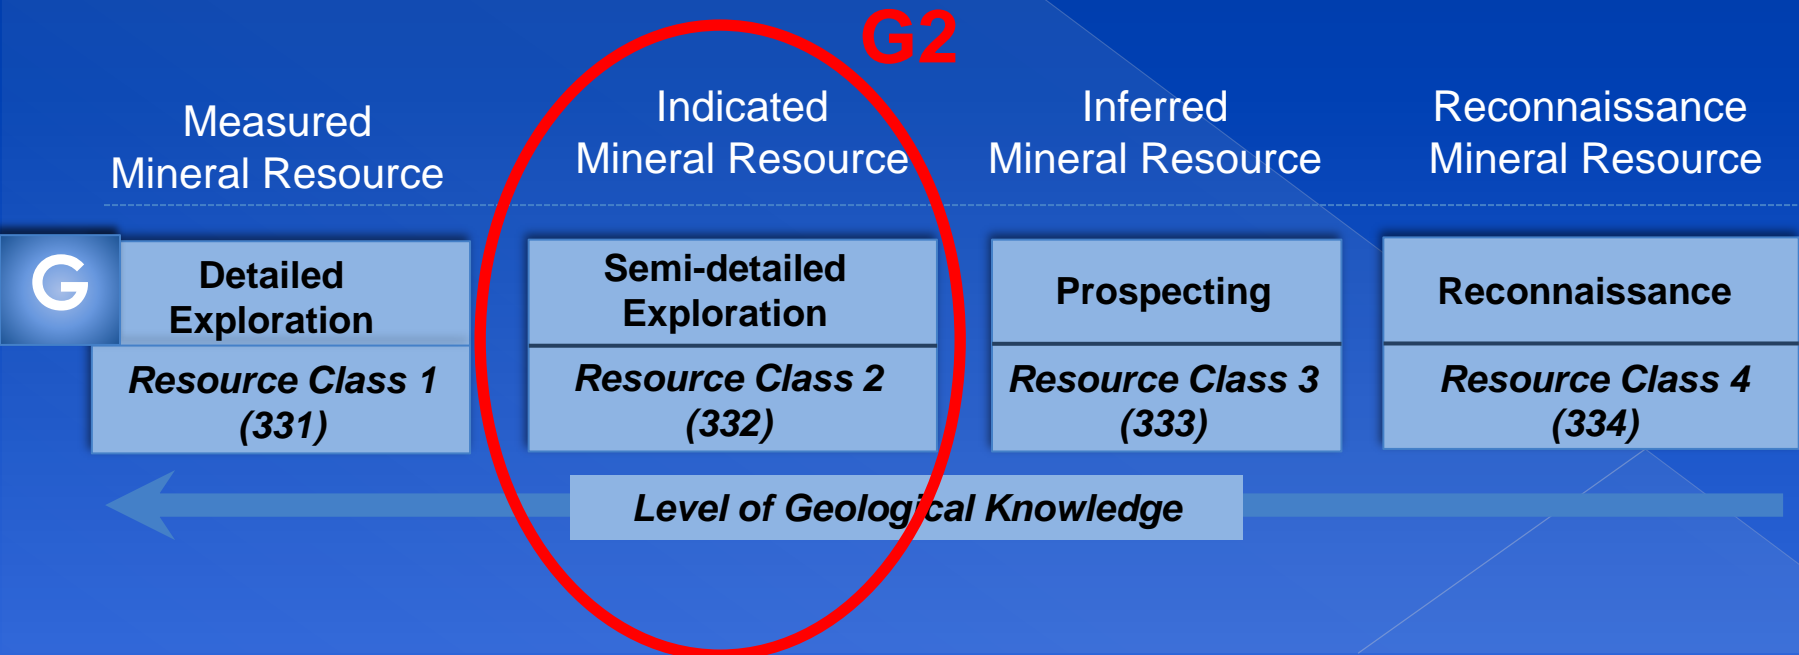 G2
Measured
Mineral Resource
Indicated
Mineral Resource
Inferred
Mineral Resource
Reconnaissance
Mineral Resource
G
Detailed
Exploration
Semi-detailed
Exploration
Prospecting
Reconnaissance
Resource Class 1
(331)
Resource Class 2
(332)
Resource Class 3
(333)
Resource Class 4
(334)
Level of Geological Knowledge